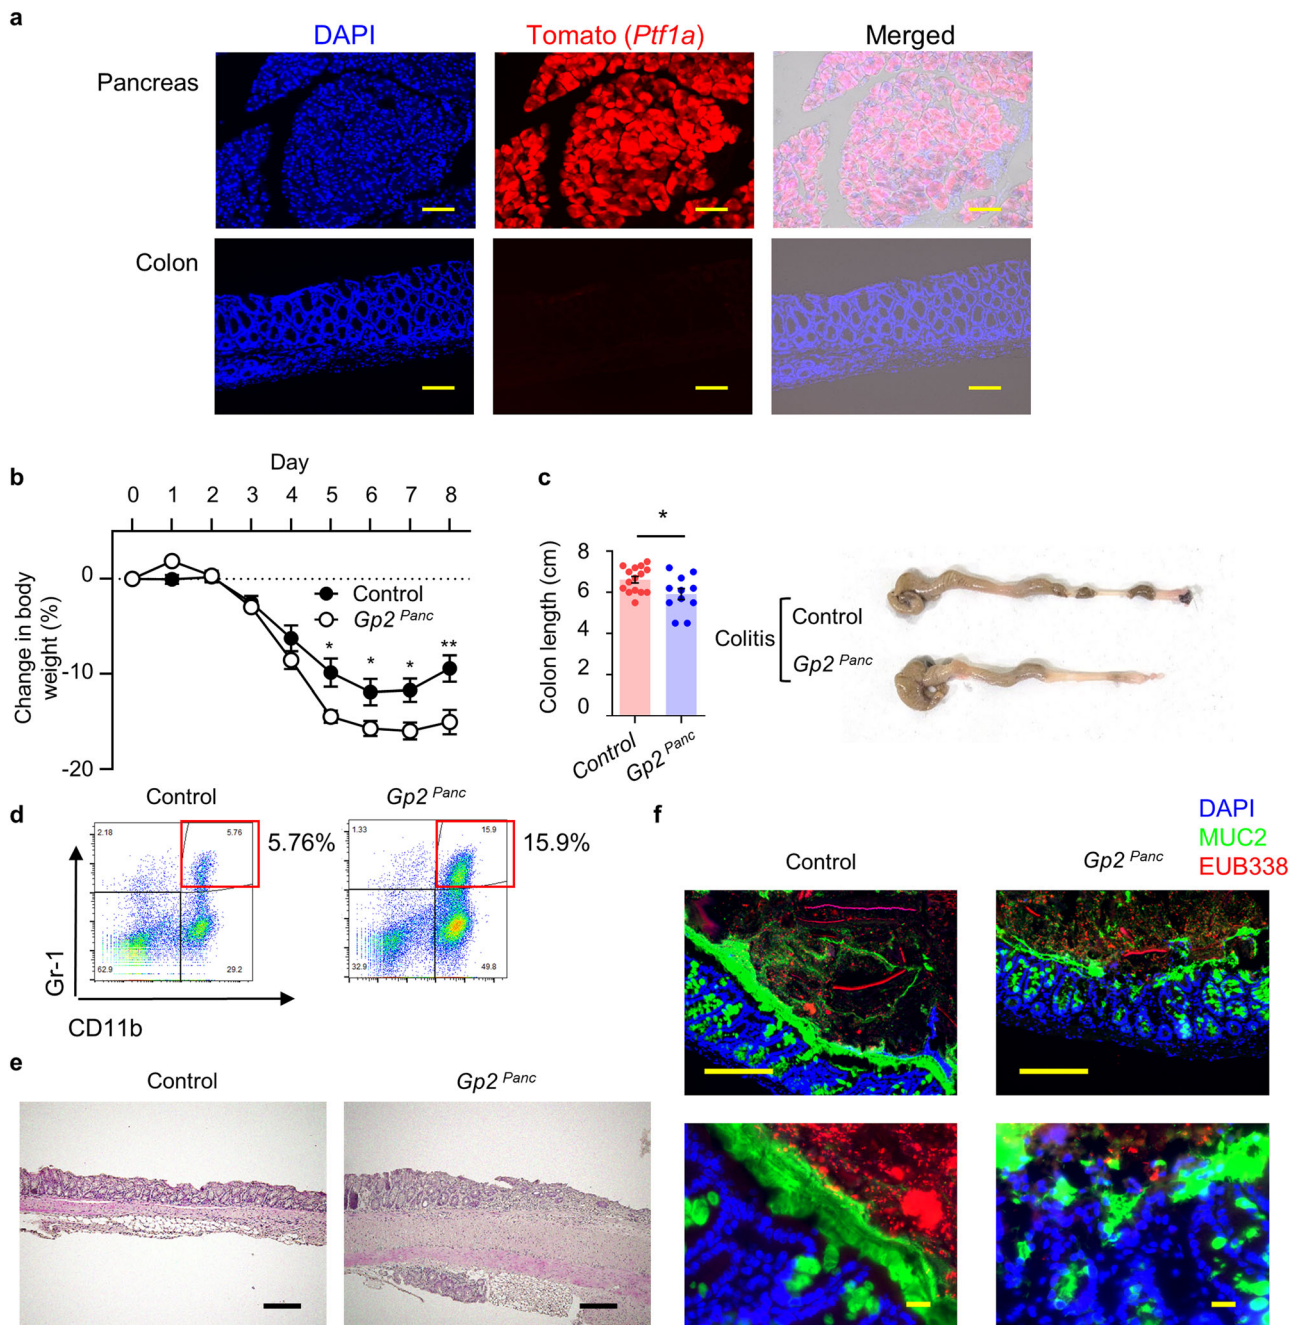 a
DAPI Tomato (Ptf1a) Merged
Pancreas
Colon
b
Day
0 1 2 3 4 5 6 7 8
Change in body
weight (%)
0
-10
-20
Control
Gp2 Panc
* * * **
c
*
Colon length (cm)
8
6
4
2
0
Control
Gp2 Panc
Colitis
Control
Gp2 Panc
d
Control
Gp2 Panc
2.18 5.76
5.76%
62.9 29.2
1.33 15.9
15.9%
32.9 49.8
Gr-1
CD11b
e
Control
Gp2 Panc
f
DAPI
MUC2
EUB338
Control
Gp2 Panc